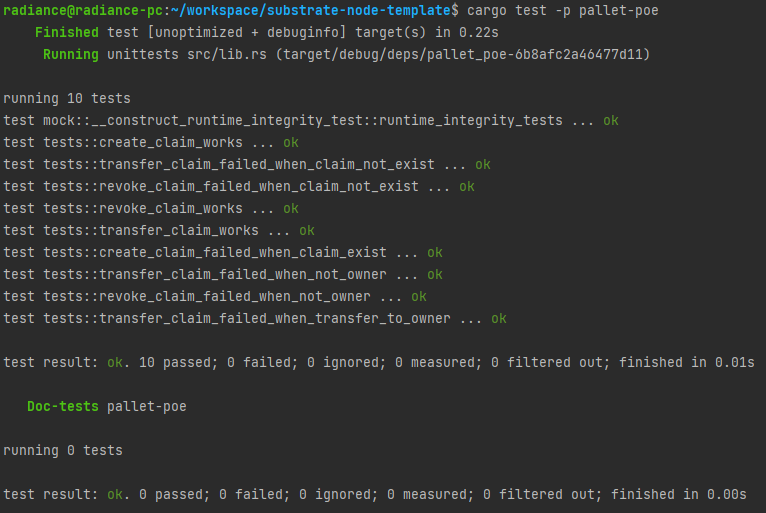 radiance@radiance-pc:~/workspace/substrate-node-template$ cargo test -p pallet-poe
Finished test [unoptimized + debuginfo] target(s) in 0.22s
Running unittests src/lib.rs (target/debug/deps/pallet_poe-6b8afc2a46477d11)
running 10 tests
test mock::__construct_runtime_integrity_test::runtime_integrity_tests ... ok
test tests::create_claim_works ... ok
test tests::transfer_claim_failed_when_claim_not_exist ... ok
test tests::revoke_claim_failed_when_claim_not_exist ... ok
test tests::revoke_claim_works ... ok
test tests::transfer_claim_works ... ok
test tests::create_claim_failed_when_claim_exist ... ok
test tests::transfer_claim_failed_when_not_owner ... ok
test tests::revoke_claim_failed_when_not_owner ... ok
test tests::transfer_claim_failed_when_transfer_to_owner ... ok
test result: ok. 10 passed; 0 failed; 0 ignored; 0 measured; 0 filtered out; finished in 0.01s
Doc-tests pallet-poe
running 0 tests
test result: ok. 0 passed; 0 failed; 0 ignored; 0 measured; 0 filtered out; finished in 0.00s